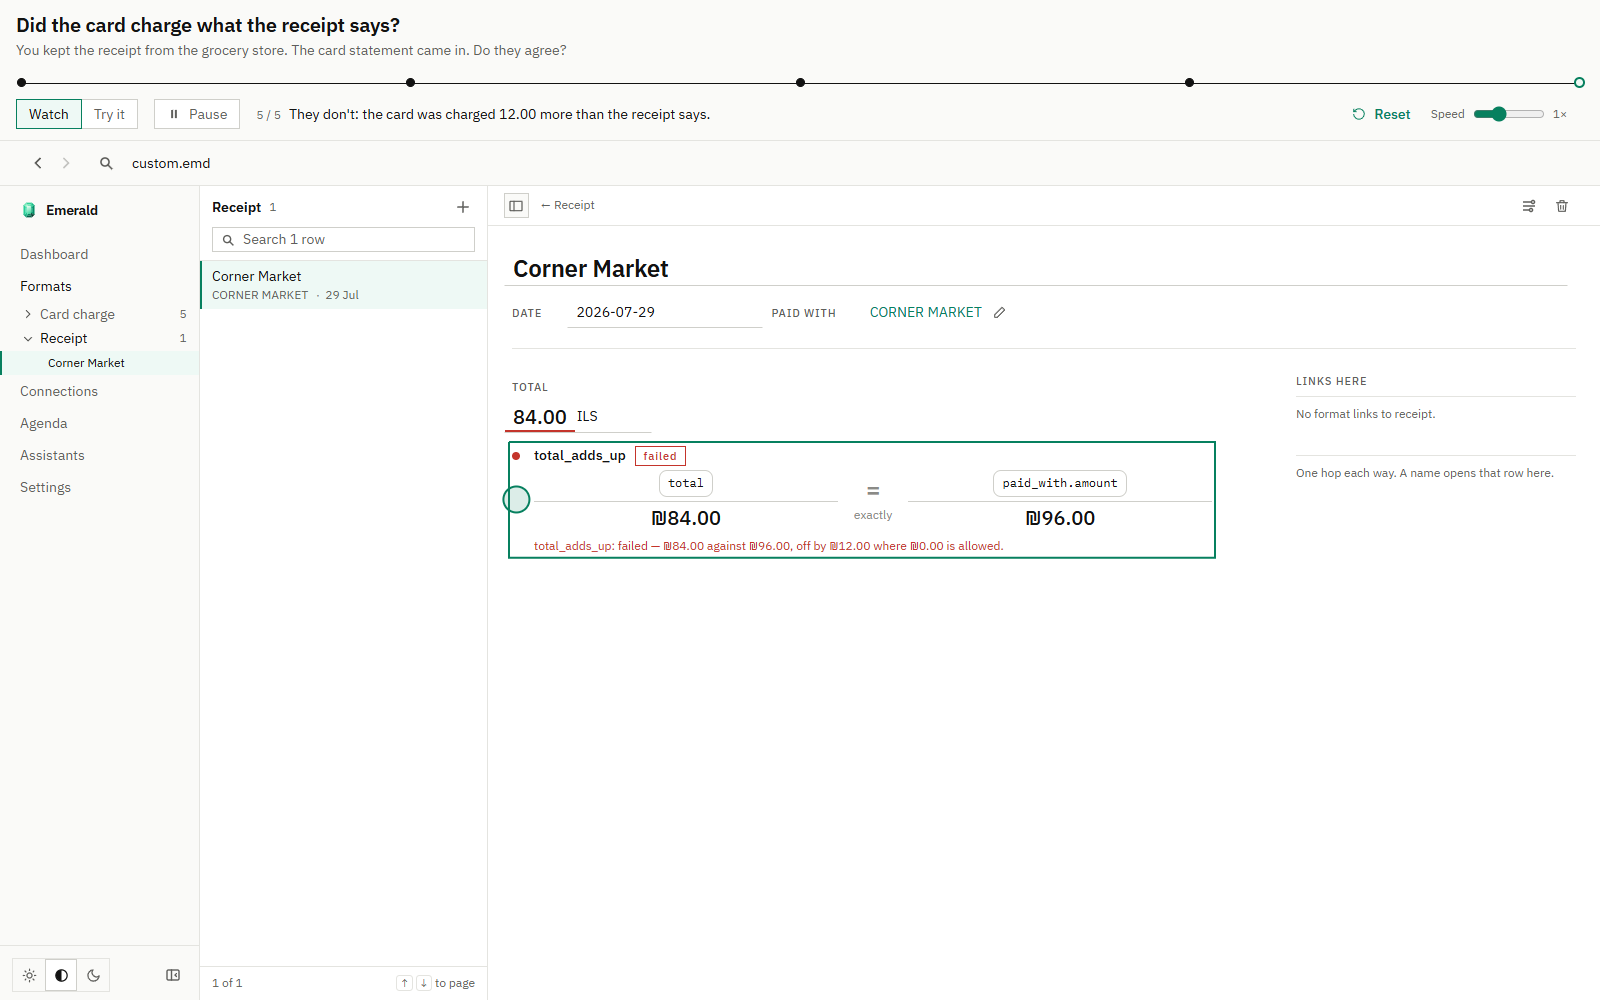 Did the card charge what the receipt says?
You kept the receipt from the grocery store. The card statement came in. Do they agree?
Watch Try it Pause 5 / 5 They don't: the card was charged 12.00 more than the receipt says. Reset Speed 1×
custom.emd
Emerald
Dashboard
Formats
Card charge 5
Receipt 1
Corner Market
Connections
Agenda
Assistants
Settings
Receipt 1
Search 1 row
Corner Market
CORNER MARKET · 29 Jul
1 of 1 ↑ ↓ to page
← Receipt
Corner Market
DATE 2026-07-29 PAID WITH CORNER MARKET
TOTAL
84.00 ILS
total_adds_up failed
total = paid_with.amount
exactly
₪84.00 ₪96.00
total_adds_up: failed — ₪84.00 against ₪96.00, off by ₪12.00 where ₪0.00 is allowed.
LINKS HERE
No format links to receipt.
One hop each way. A name opens that row here.